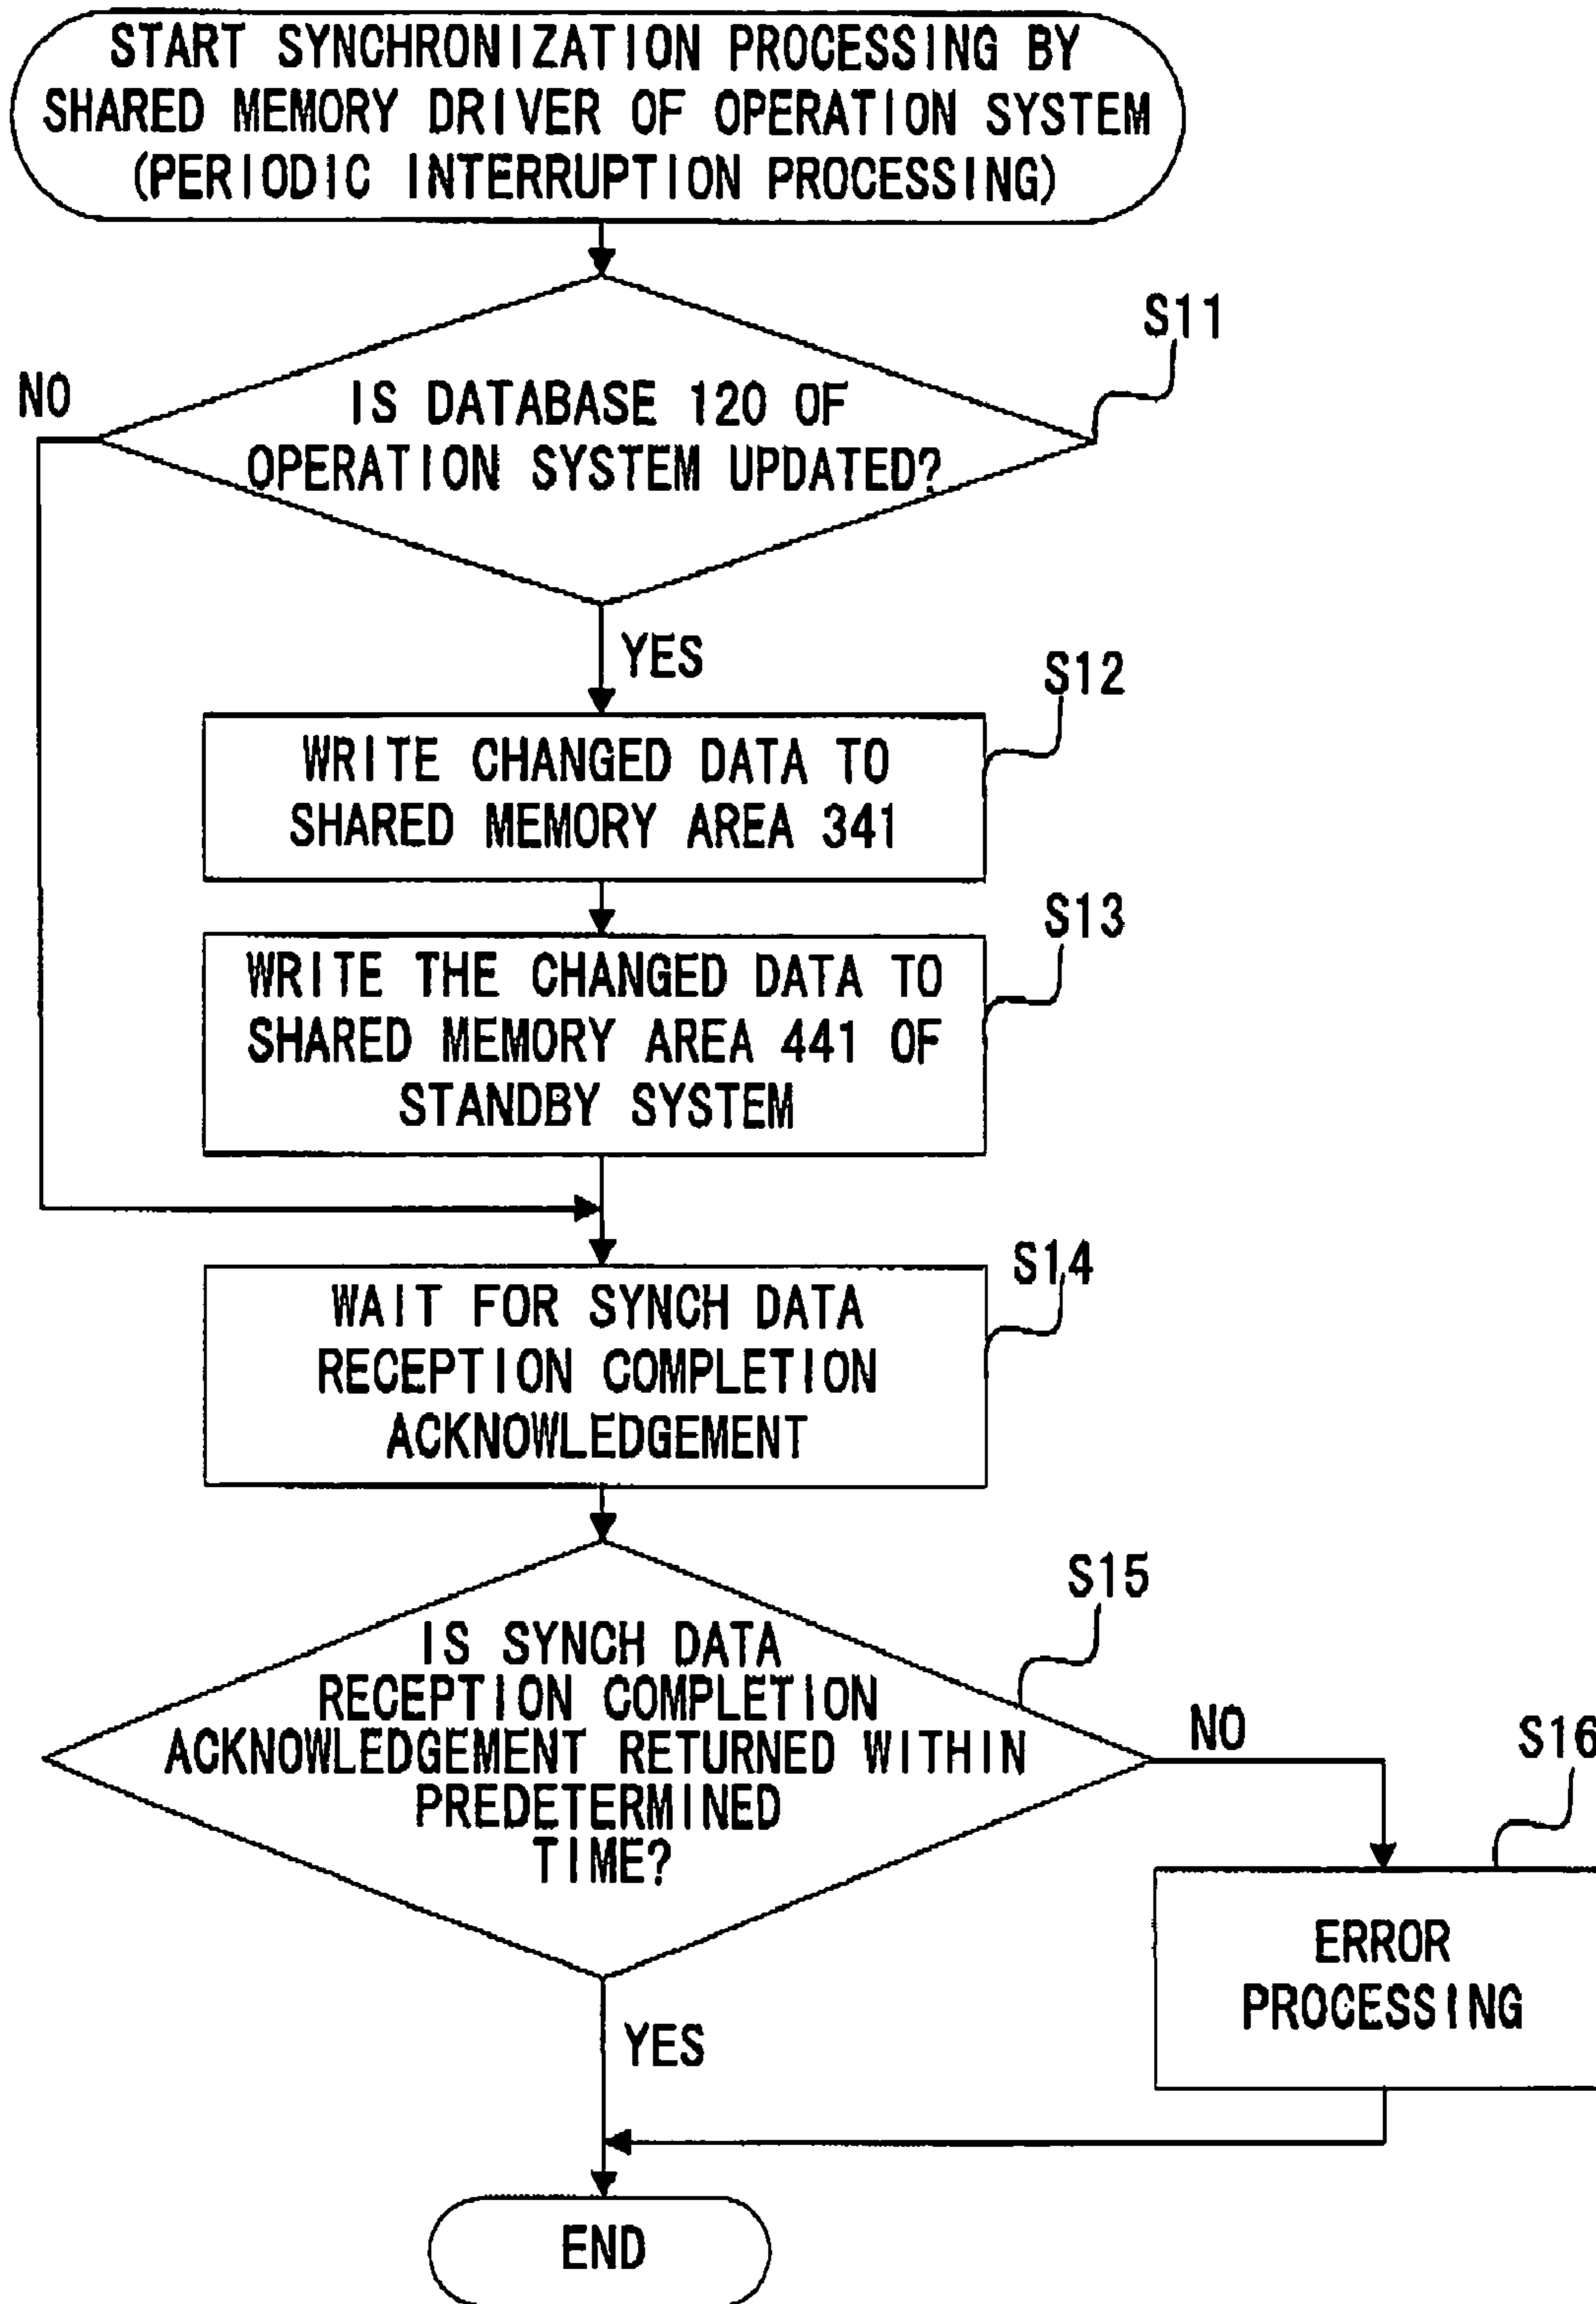 START SYNCHRONIZATION PROCESSING BY
SHARED MEMORY DRIVER OF OPERATION SYSTEM
(PERIODIC INTERRUPTION PROCESSING)
S11
NO
IS DATABASE 120 OF
OPERATION SYSTEM UPDATED?
YES
S12
WRITE CHANGED DATA TO
SHARED MEMORY AREA 341
S13
WRITE THE CHANGED DATA TO
SHARED MEMORY AREA 441 OF
STANDBY SYSTEM
S14
WAIT FOR SYNCH DATA
RECEPTION COMPLETION
ACKNOWLEDGEMENT
S15
IS SYNCH DATA
RECEPTION COMPLETION
ACKNOWLEDGEMENT RETURNED WITHIN
PREDETERMINED
TIME?
NO
S16
ERROR
PROCESSING
YES
END